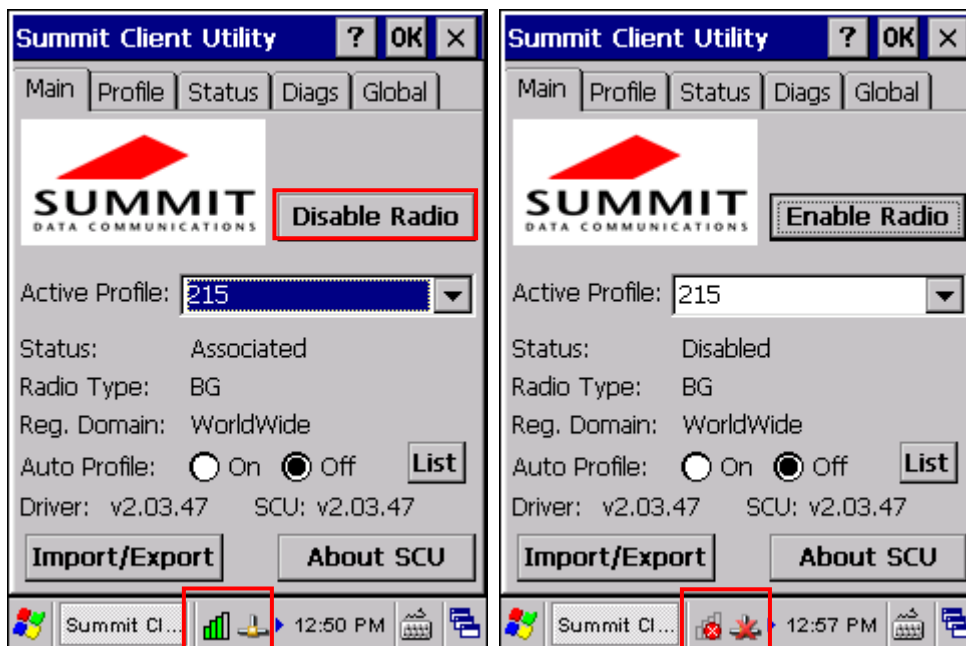 Summit Client Utility ? OK ×
Main Profile Status Diags Global
SUMMIT
DATA COMMUNICATIONS
Disable Radio
Active Profile: 215
Status: Associated
Radio Type: BG
Reg. Domain: WorldWide
Auto Profile: On Off List
Driver: v2.03.47 SCU: v2.03.47
Import/Export About SCU
Summit Cl... 12:50 PM
Summit Client Utility ? OK ×
Main Profile Status Diags Global
SUMMIT
DATA COMMUNICATIONS
Enable Radio
Active Profile: 215
Status: Disabled
Radio Type: BG
Reg. Domain: WorldWide
Auto Profile: On Off List
Driver: v2.03.47 SCU: v2.03.47
Import/Export About SCU
Summit Cl... 12:57 PM